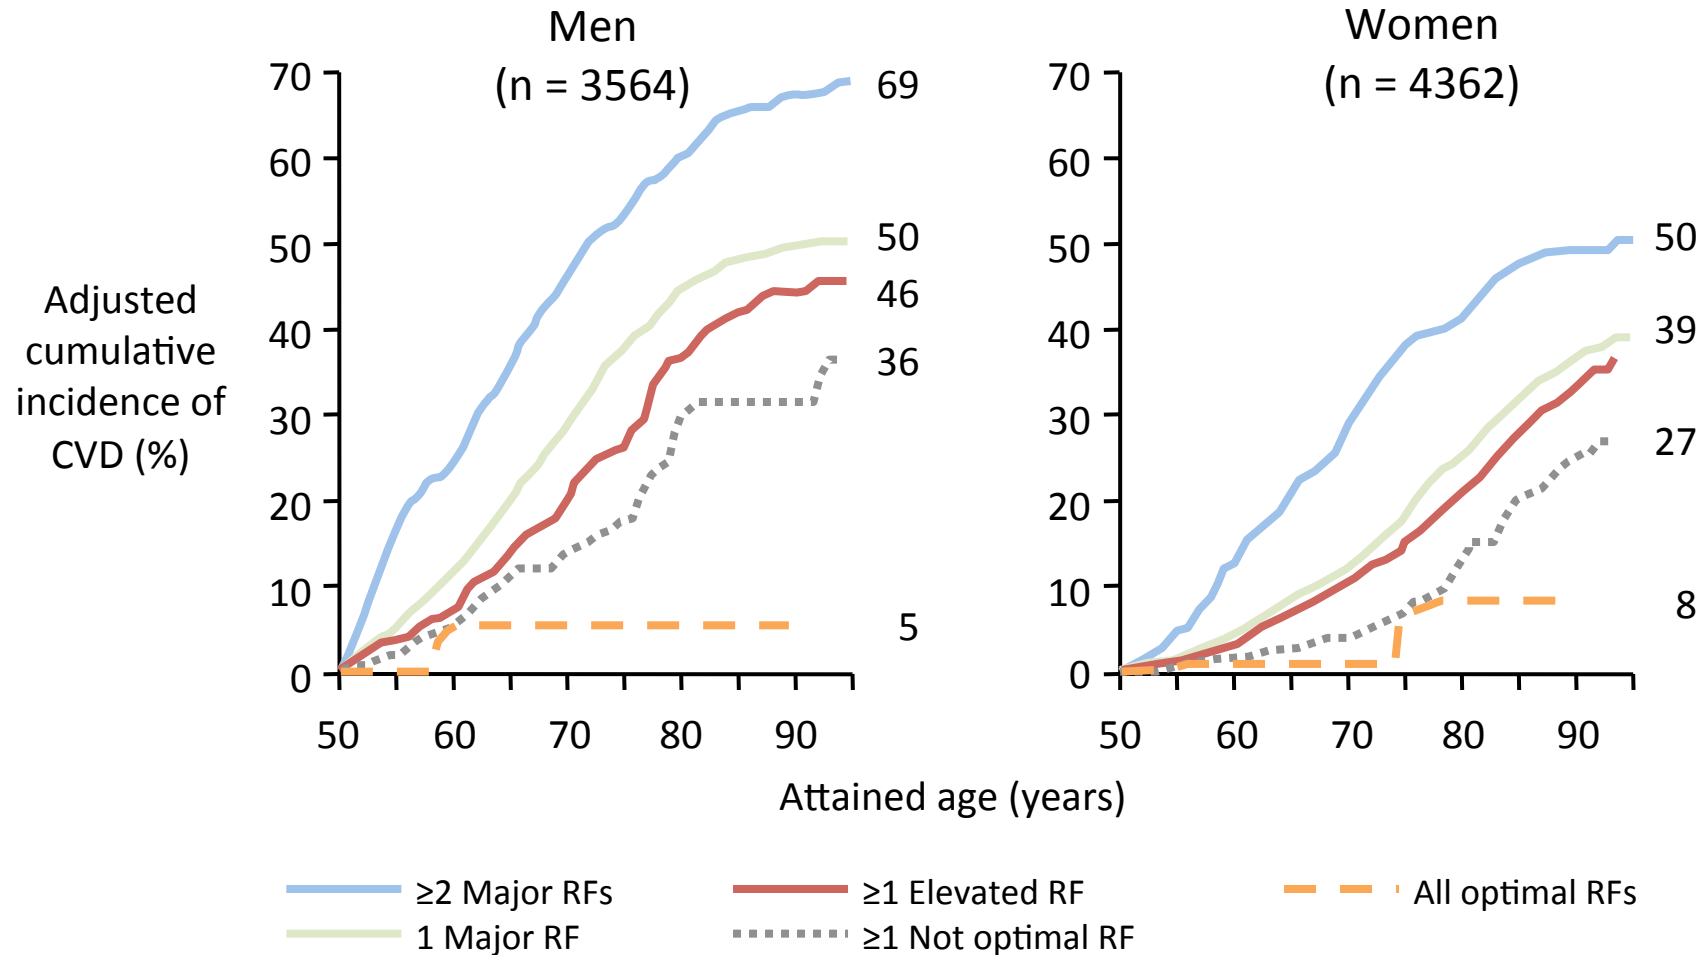 Men
(n = 3564)
70
60
50
40
30
20
10
0
69
50
46
36
5
50
60
70
80
90
Women
(n = 4362)
70
60
50
40
30
20
10
0
50
39
27
8
50
60
70
80
90
Adjusted
cumulative
incidence of
CVD (%)
Attained age (years)
≥2 Major RFs
≥1 Elevated RF
All optimal RFs
1 Major RF
≥1 Not optimal RF